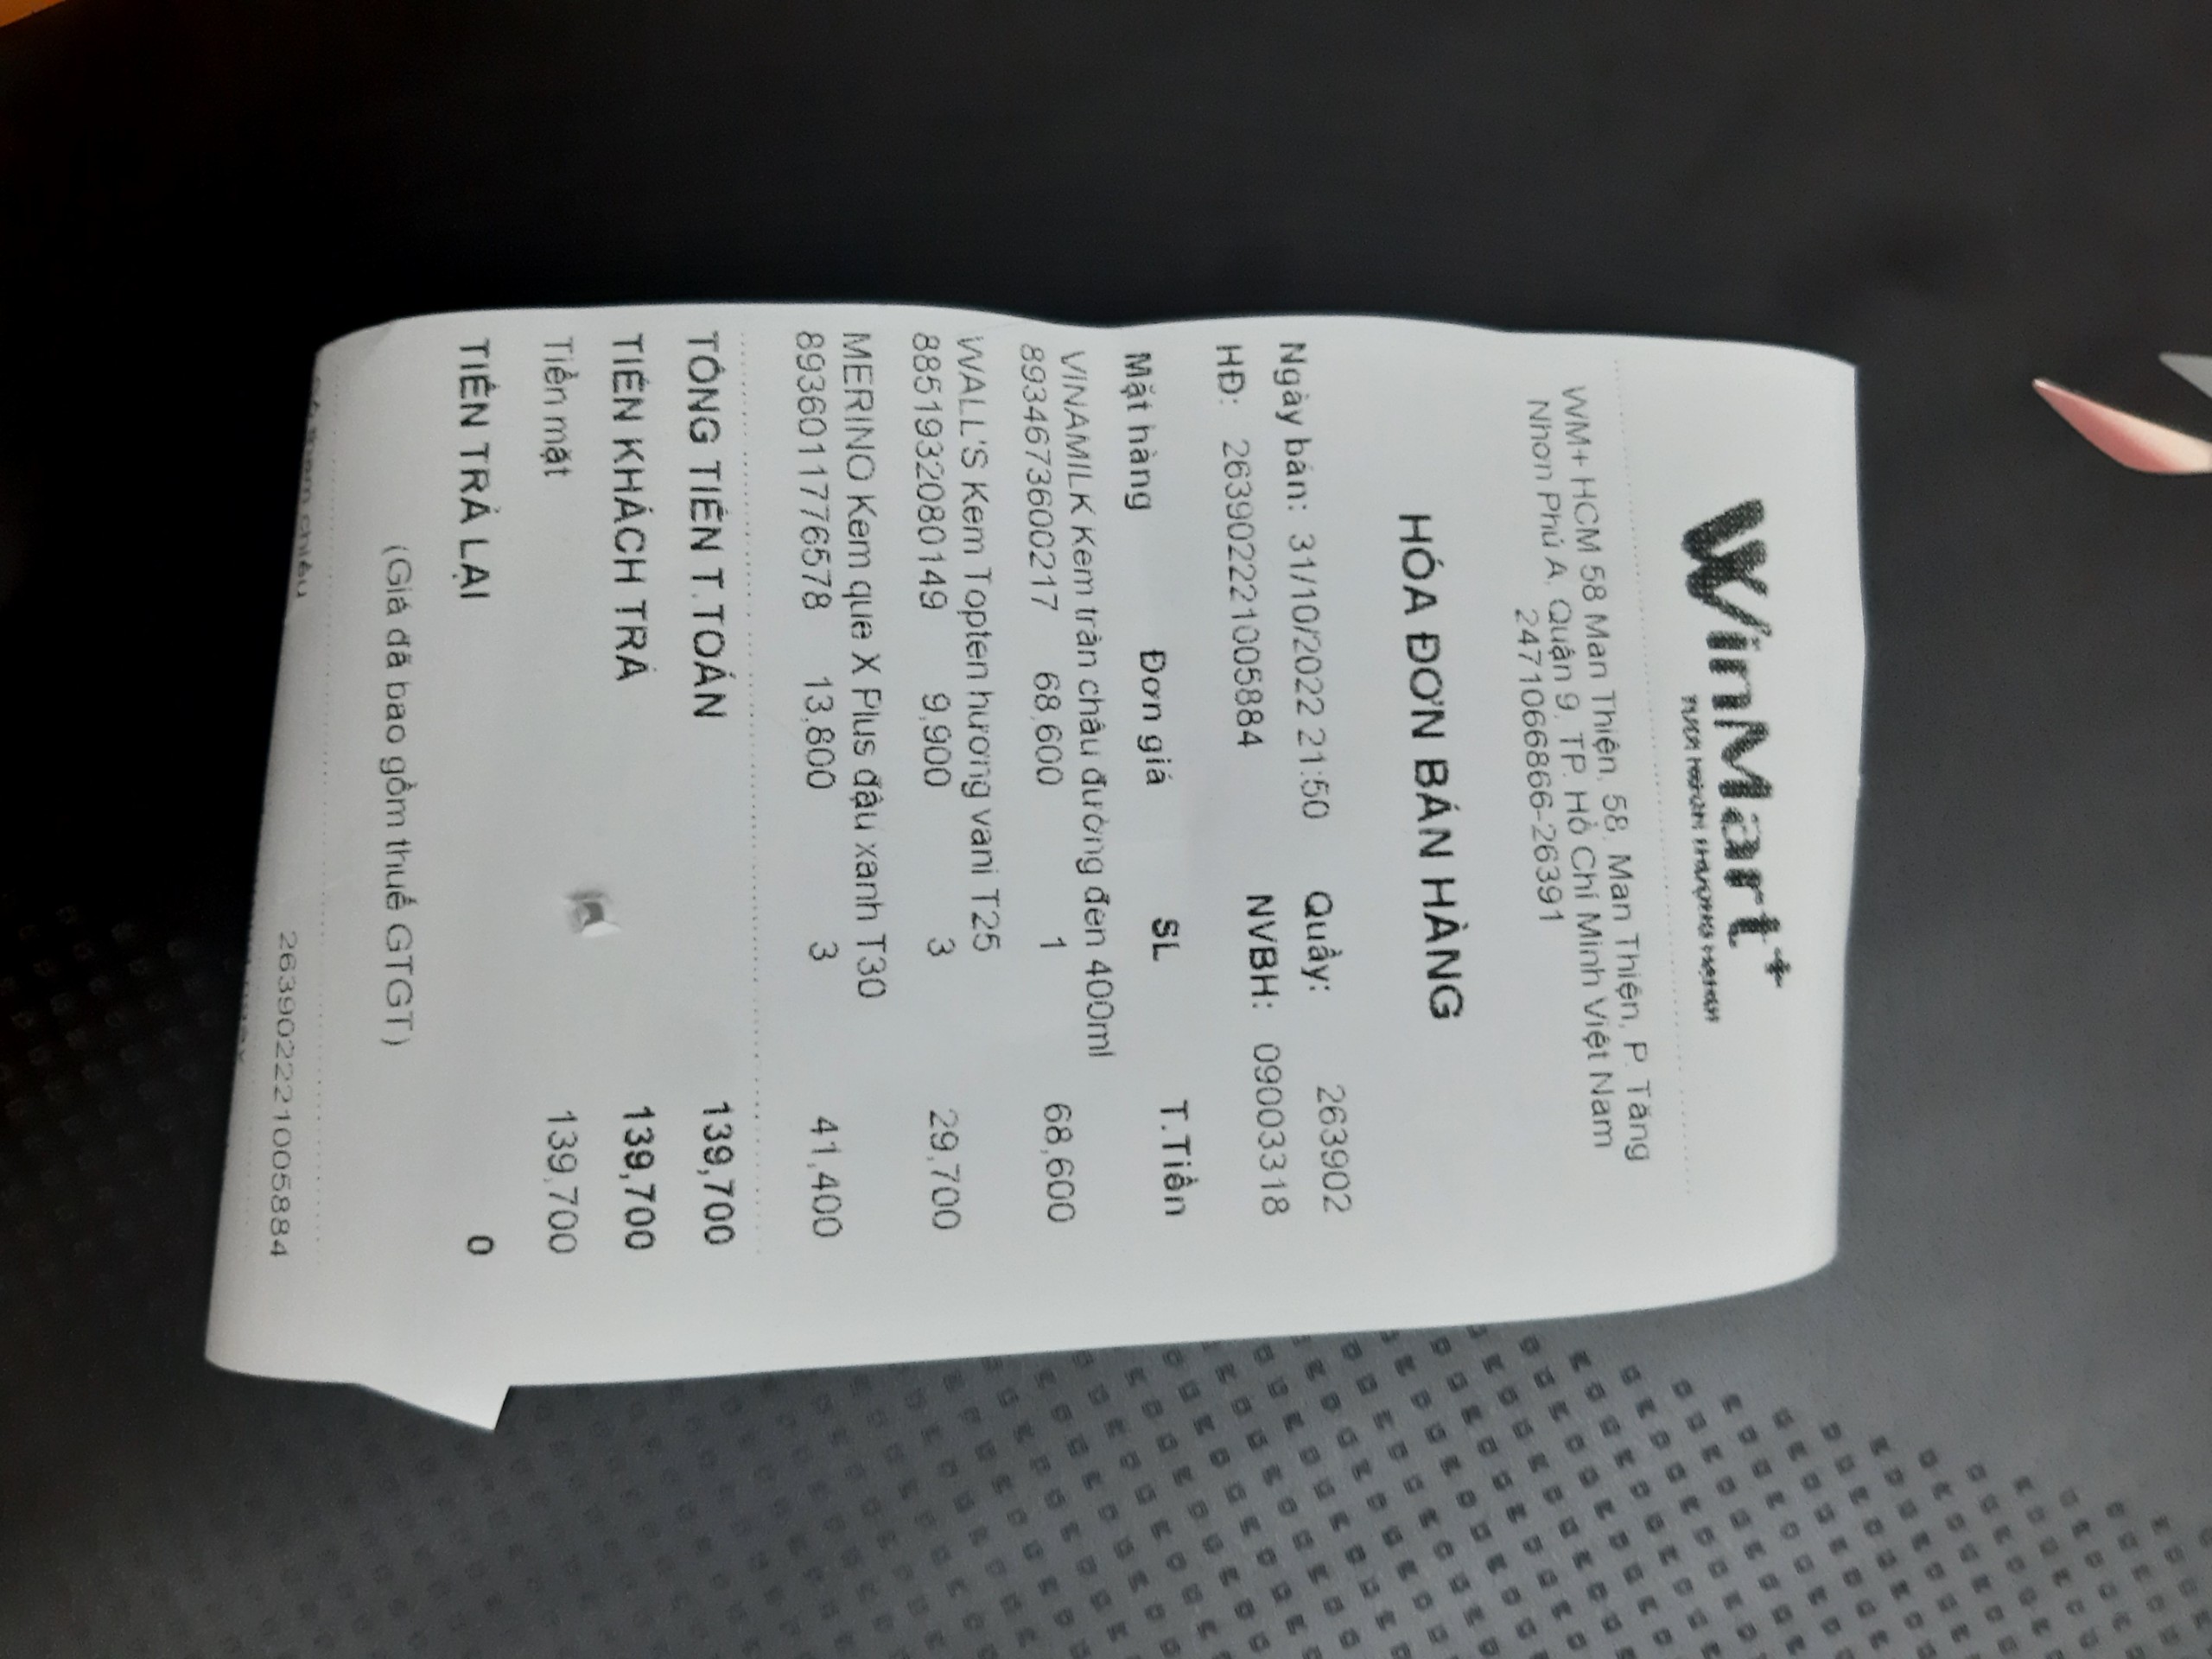 WinMart+
WM+ HCM 58 Man Thiện, 58, Man Thiện, P. Tăng
Nhơn Phú A, Quận 9, TP. Hồ Chí Minh Việt Nam
2471066866-26391
HÓA ĐƠN BÁN HÀNG
Ngày bán: 31/10/2022 21:50 Quầy: 263902
HĐ: 263902221005884 NVBH: 09003318
Mặt hàng Đơn giá SL T.Tiền
VINAMILK Kem trân châu đường đen 400ml
8934673600217 68,600 1 68,600
WALL'S Kem Topten hương vani T25
8851932080149 9,900 3 29,700
MERINO Kem que X Plus đậu xanh T30
8936011776578 13,800 3 41,400
TỔNG TIỀN T.TOÁN 139,700
TIỀN KHÁCH TRẢ 139,700
Tiền mặt 139,700
TIỀN TRẢ LẠI 0
(Giá đã bao gồm thuế GTGT)
tham chiếu 263902221005884